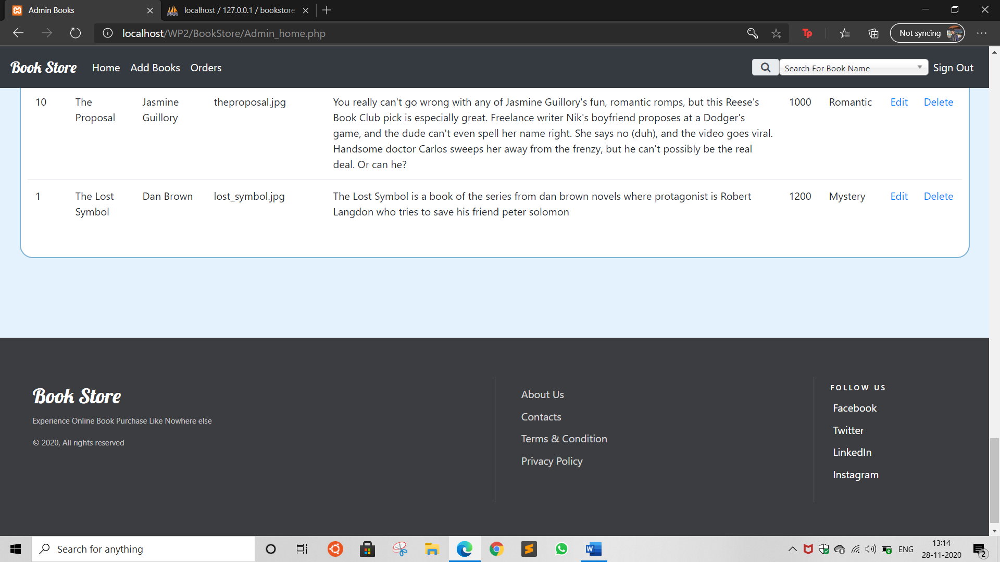 Admin Books
localhost / 127.0.0.1 / bookstore
localhost/WP2/BookStore/Admin_home.php
Not syncing
Book Store Home Add Books Orders Search For Book Name Sign Out
10 The Jasmine theproposal.jpg You really can't go wrong with any of Jasmine Guillory's fun, romantic romps, but this Reese's 1000 Romantic Edit Delete
Proposal Guillory Book Club pick is especially great. Freelance writer Nik's boyfriend proposes at a Dodger's
game, and the dude can't even spell her name right. She says no (duh), and the video goes viral.
Handsome doctor Carlos sweeps her away from the frenzy, but he can't possibly be the real
deal. Or can he?
1 The Lost Dan Brown lost_symbol.jpg The Lost Symbol is a book of the series from dan brown novels where protagonist is Robert 1200 Mystery Edit Delete
Symbol Langdon who tries to save his friend peter solomon
Book Store
Experience Online Book Purchase Like Nowhere else
© 2020, All rights reserved
About Us
Contacts
Terms & Condition
Privacy Policy
FOLLOW US
Facebook
Twitter
LinkedIn
Instagram
Search for anything
ENG
13:14
28-11-2020
2